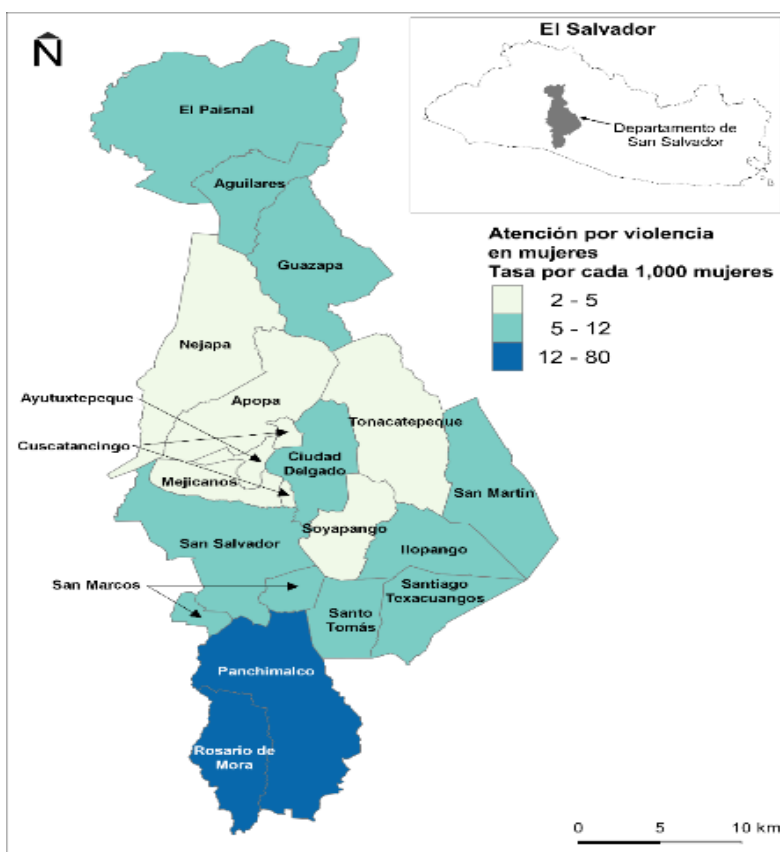 N
El Salvador
Departamento de
San Salvador
El Paisnal
Aguilares
Guazapa
Atención por violencia
en mujeres
Tasa por cada 1,000 mujeres
2 - 5
5 - 12
12 - 80
Nejapa
Ayutuxtepeque
Apopa
Tonacatepeque
Cuscatancingo
Ciudad
Delgado
Mejicanos
San Martín
Soyapango
San Salvador
Ilopango
San Marcos
Santiago
Texacuangos
Santo
Tomás
Panchimalco
Rosario de
Mora
0 5 10 km